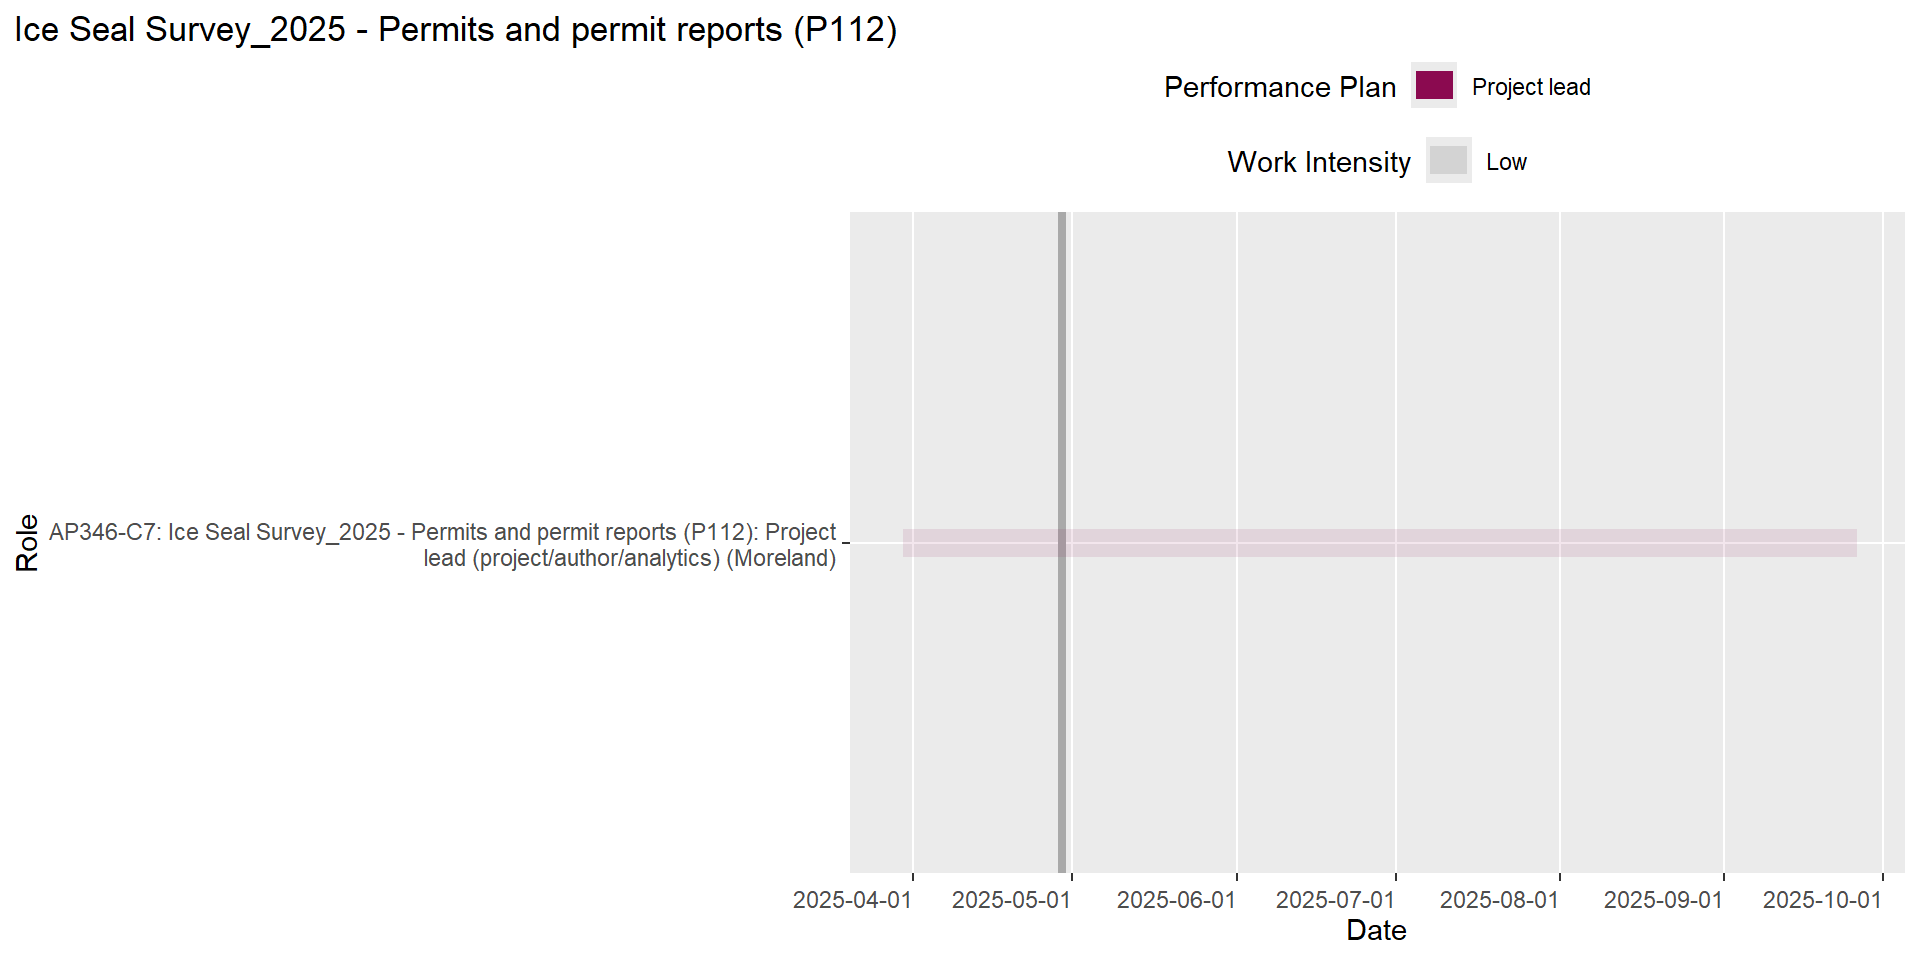 Ice Seal Survey_2025 - Permits and permit reports (P112)
Performance Plan
Project lead
Work Intensity
Low
Role
AP346-C7: Ice Seal Survey_2025 - Permits and permit reports (P112): Project
lead (project/author/analytics) (Moreland)
2025-04-01
2025-05-01
2025-06-01
2025-07-01
2025-08-01
2025-09-01
2025-10-01
Date